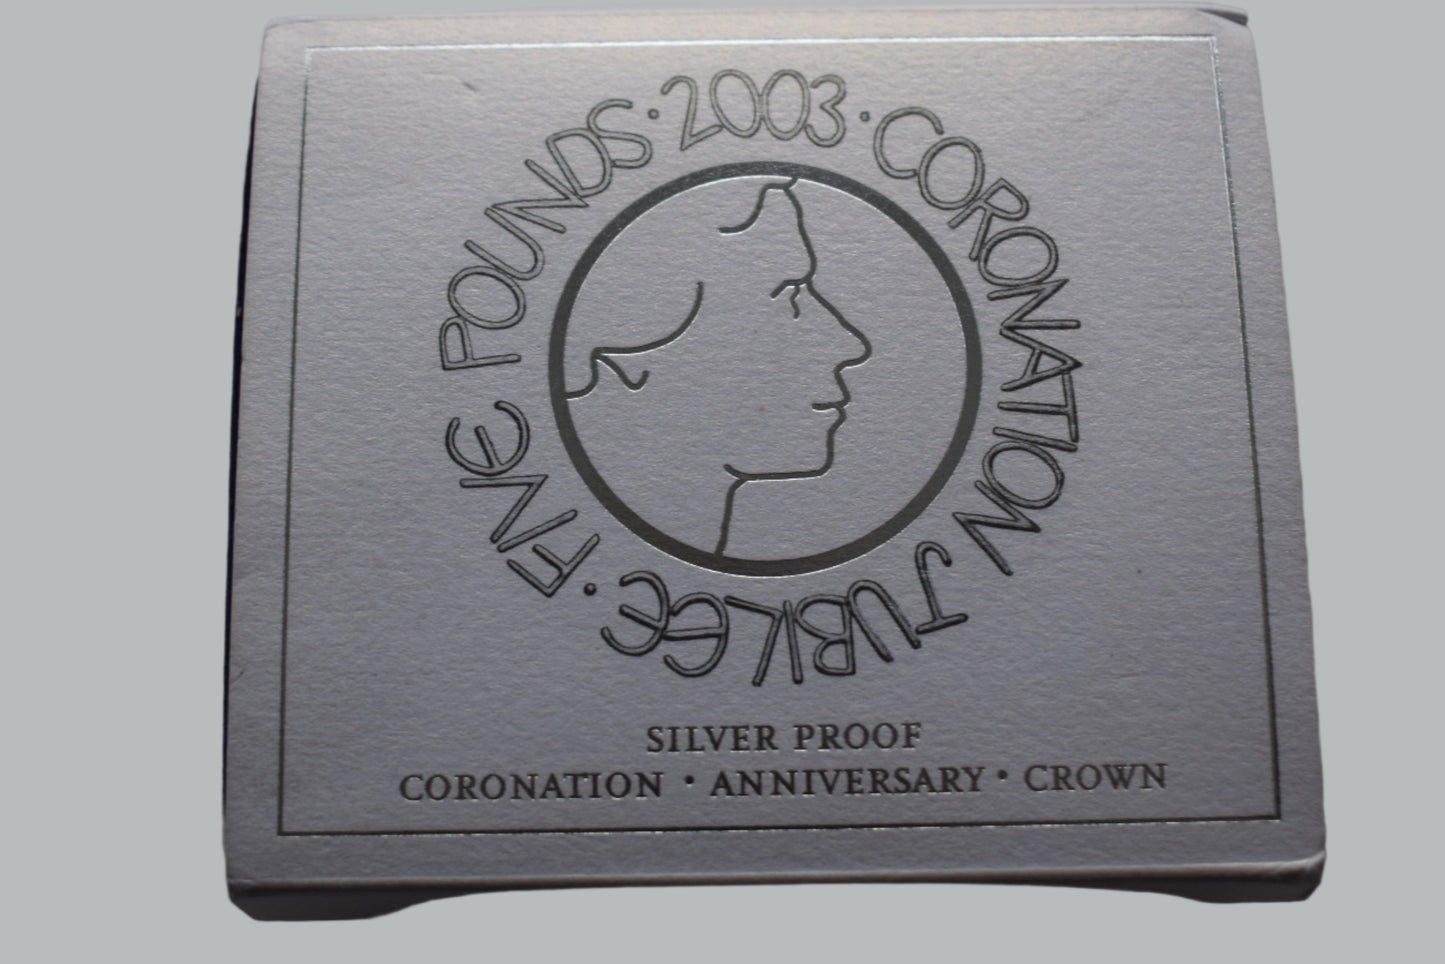 · 2003 · CORONATION JUBILEE · FIVE POUNDS
SILVER PROOF
CORONATION • ANNIVERSARY • CROWN